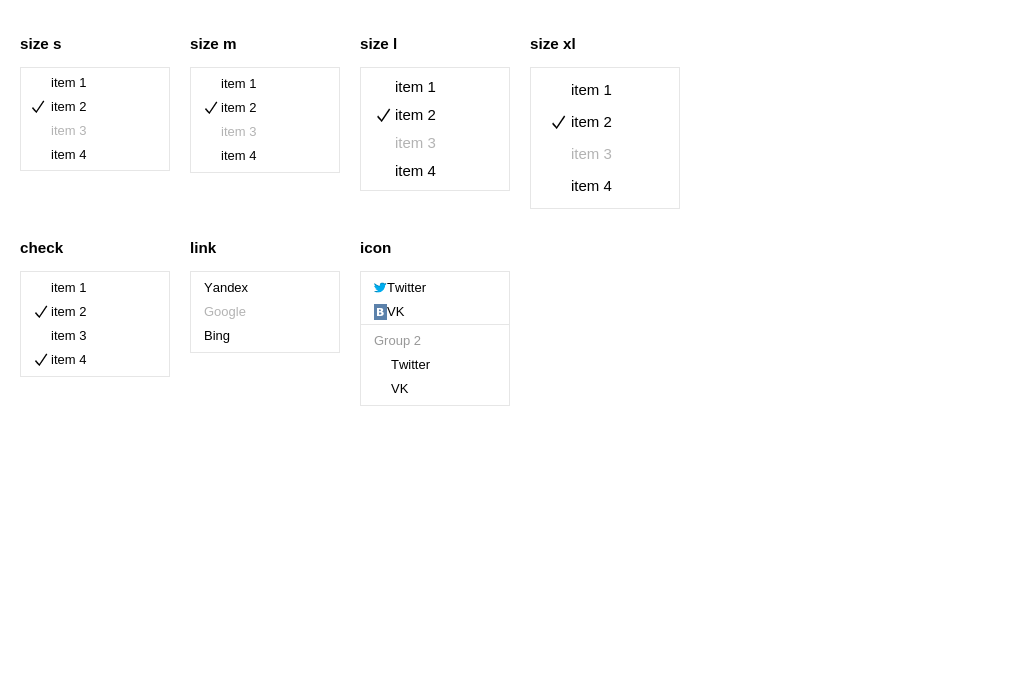 size s
item 1
item 2
item 3
item 4
size m
item 1
item 2
item 3
item 4
size l
item 1
item 2
item 3
item 4
size xl
item 1
item 2
item 3
item 4
check
item 1
item 2
item 3
item 4
link
Yandex
Google
Bing
icon
Twitter
B VK
Group 2
Twitter
VK